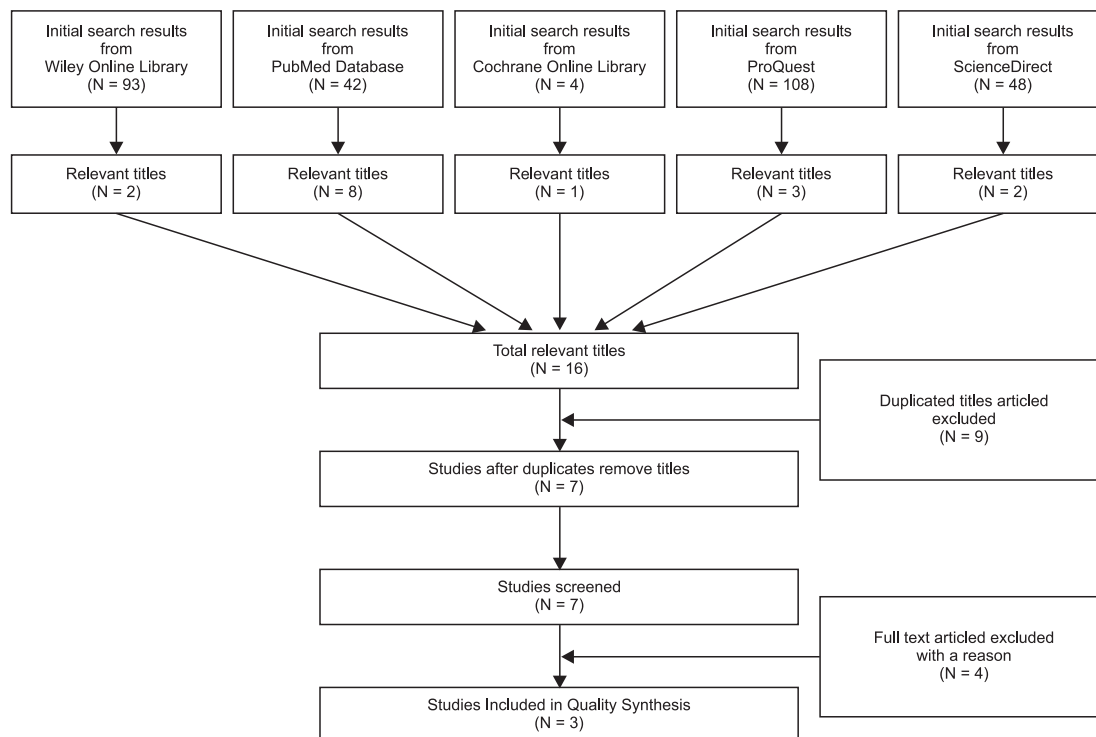 Initial search results
from
Wiley Online Library
(N = 93)
Initial search results
from
PubMed Database
(N = 42)
Initial search results
from
Cochrane Online Library
(N = 4)
Initial search results
from
ProQuest
(N = 108)
Initial search results
from
ScienceDirect
(N = 48)
Relevant titles
(N = 2)
Relevant titles
(N = 8)
Relevant titles
(N = 1)
Relevant titles
(N = 3)
Relevant titles
(N = 2)
Total relevant titles
(N = 16)
Duplicated titles articled
excluded
(N = 9)
Studies after duplicates remove titles
(N = 7)
Studies screened
(N = 7)
Full text articled excluded
with a reason
(N = 4)
Studies Included in Quality Synthesis
(N = 3)